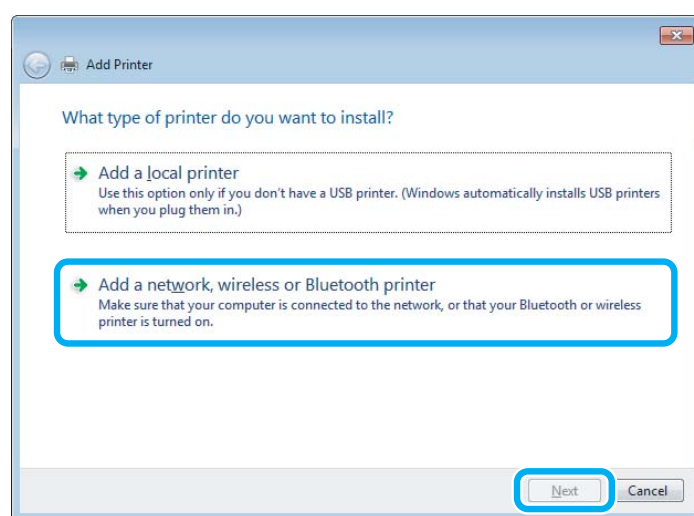 Add Printer
What type of printer do you want to install?
Add a local printer
Use this option only if you don't have a USB printer. (Windows automatically installs USB printers
when you plug them in.)
Add a network, wireless or Bluetooth printer
Make sure that your computer is connected to the network, or that your Bluetooth or wireless
printer is turned on.
Next Cancel